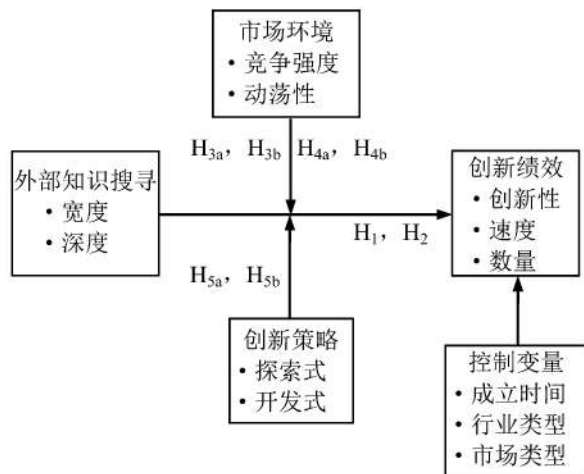 市场环境
• 竞争强度
• 动荡性
H3a，H3b
H4a，H4b
外部知识搜寻
• 宽度
• 深度
创新绩效
• 创新性
• 速度
• 数量
H1，H2
H5a，H5b
创新策略
• 探索式
• 开发式
控制变量
• 成立时间
• 行业类型
• 市场类型